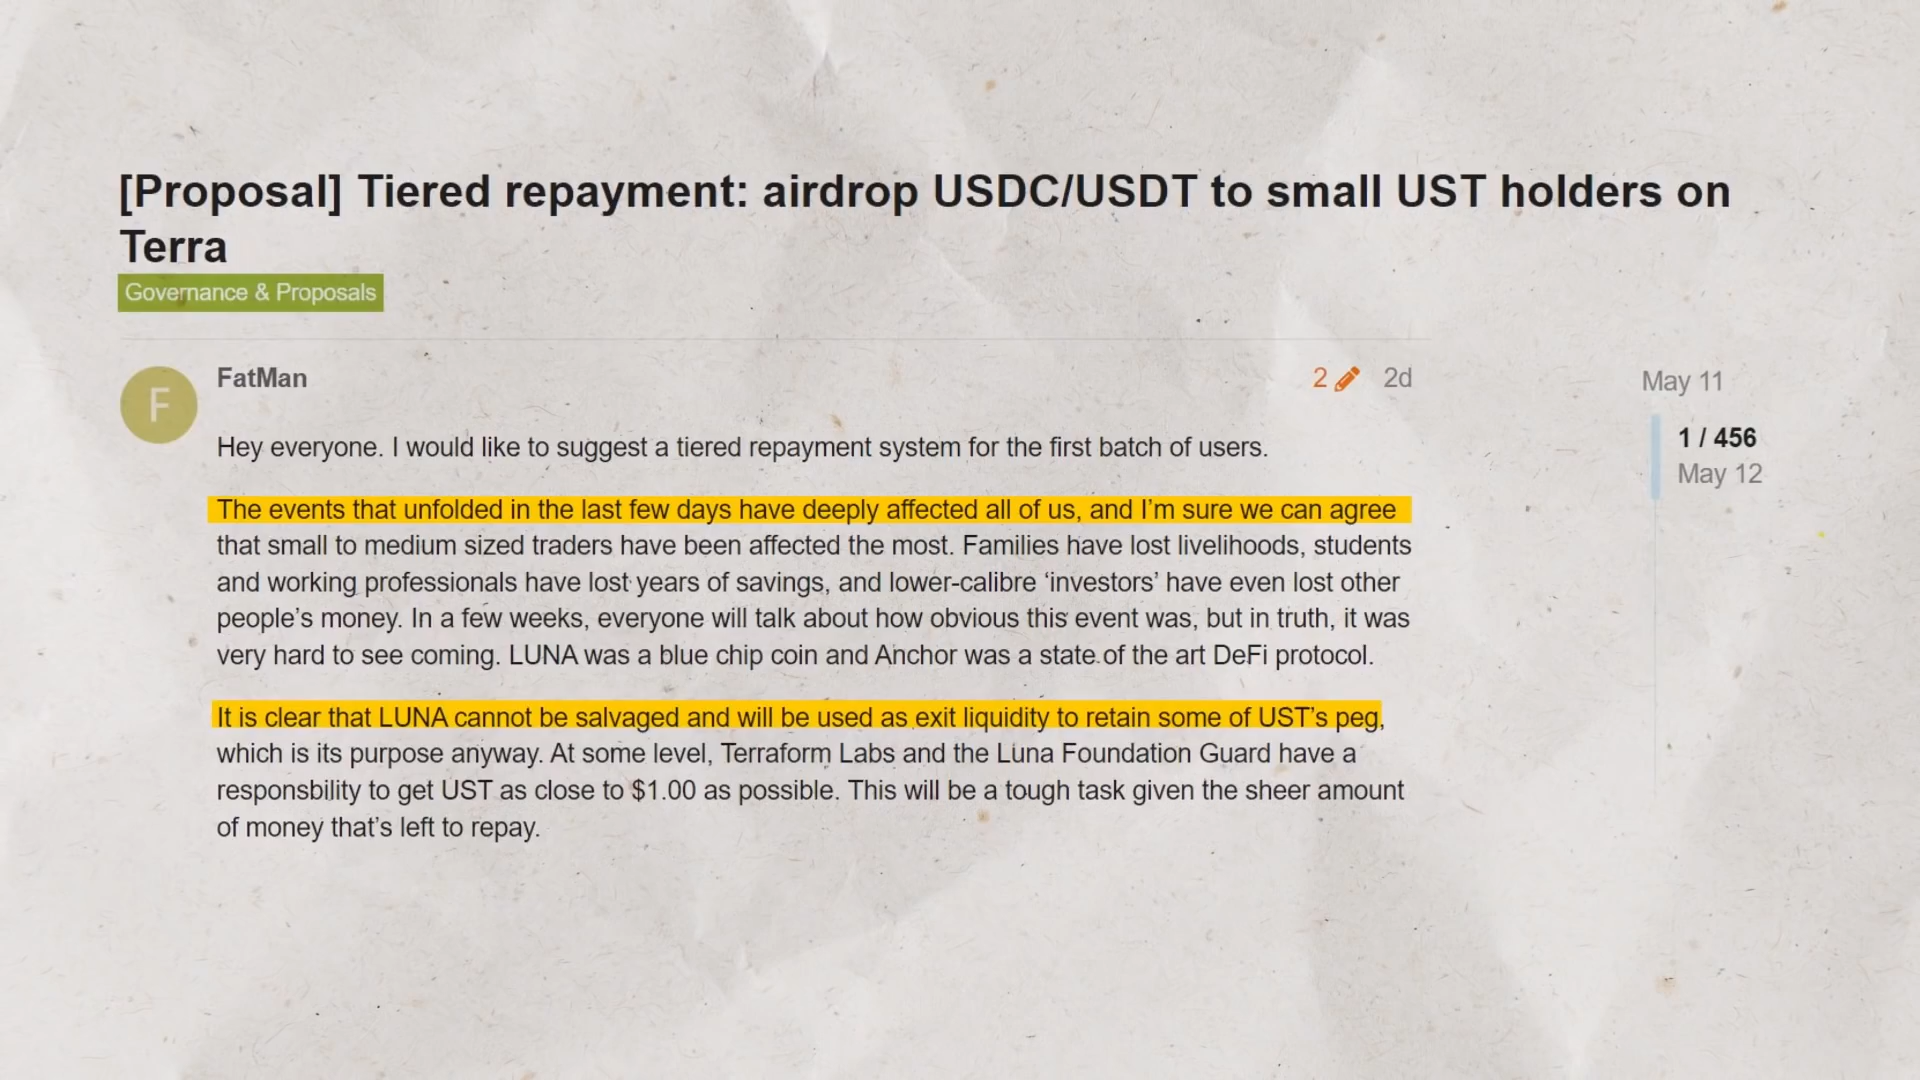 [Proposal] Tiered repayment: airdrop USDC/USDT to small UST holders on
Terra
Governance & Proposals
F
FatMan
2
2d
Hey everyone. I would like to suggest a tiered repayment system for the first batch of users.
The events that unfolded in the last few days have deeply affected all of us, and I’m sure we can agree
that small to medium sized traders have been affected the most. Families have lost livelihoods, students
and working professionals have lost years of savings, and lower-calibre ‘investors’ have even lost other
people’s money. In a few weeks, everyone will talk about how obvious this event was, but in truth, it was
very hard to see coming. LUNA was a blue chip coin and Anchor was a state of the art DeFi protocol.
It is clear that LUNA cannot be salvaged and will be used as exit liquidity to retain some of UST’s peg,
which is its purpose anyway. At some level, Terraform Labs and the Luna Foundation Guard have a
responsbility to get UST as close to $1.00 as possible. This will be a tough task given the sheer amount
of money that’s left to repay.
May 11
1 / 456
May 12